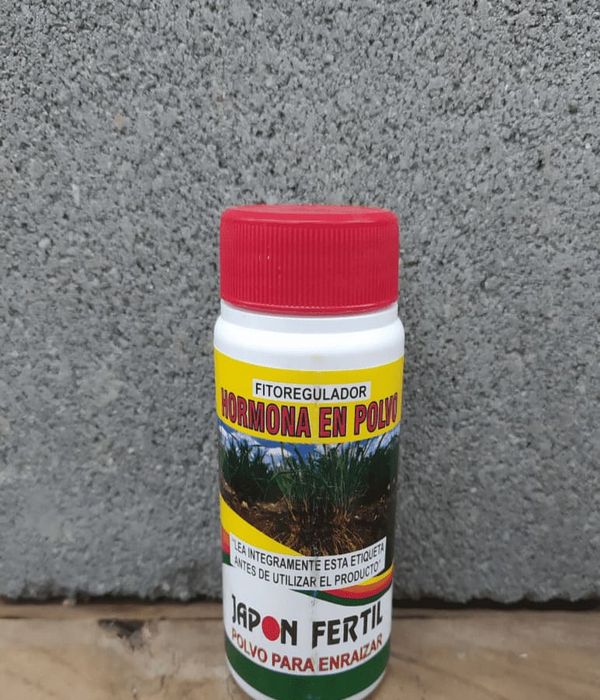 FITOREGULADOR
HORMONA EN POLVO
"LEA INTEGRAMENTE ESTA ETIQUETA
ANTES DE UTILIZAR EL PRODUCTO"
JAPON FERTIL
POLVO PARA ENRAIZAR